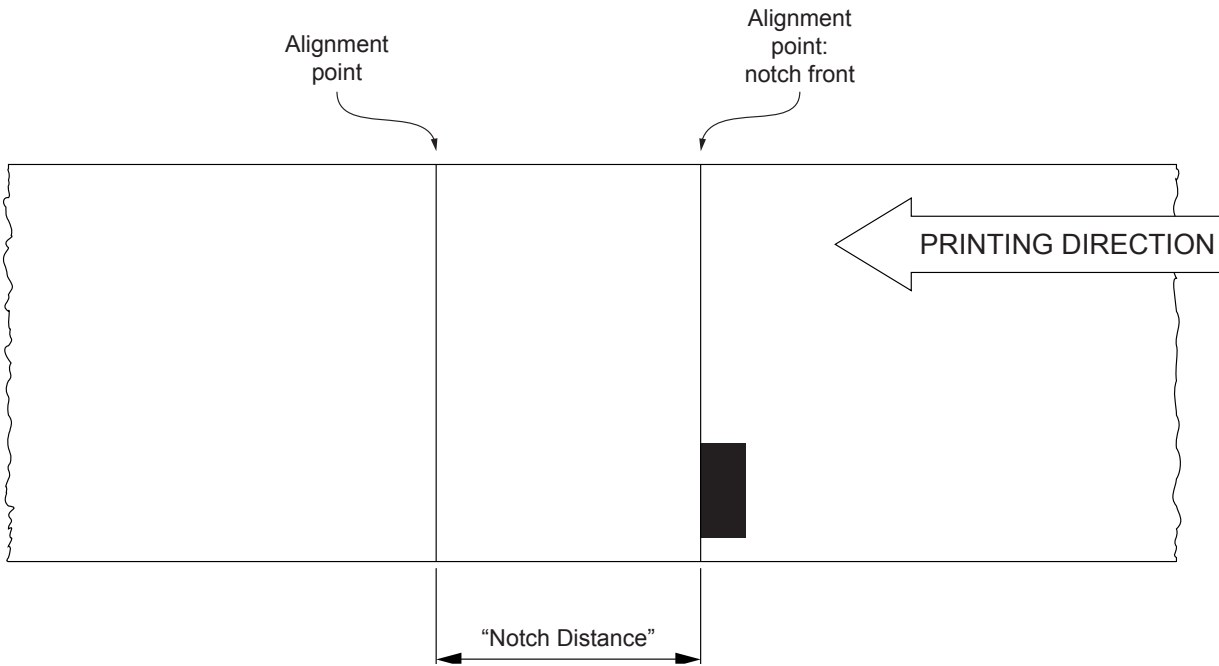 Alignment
point
Alignment
point:
notch front
PRINTING DIRECTION
“Notch Distance”